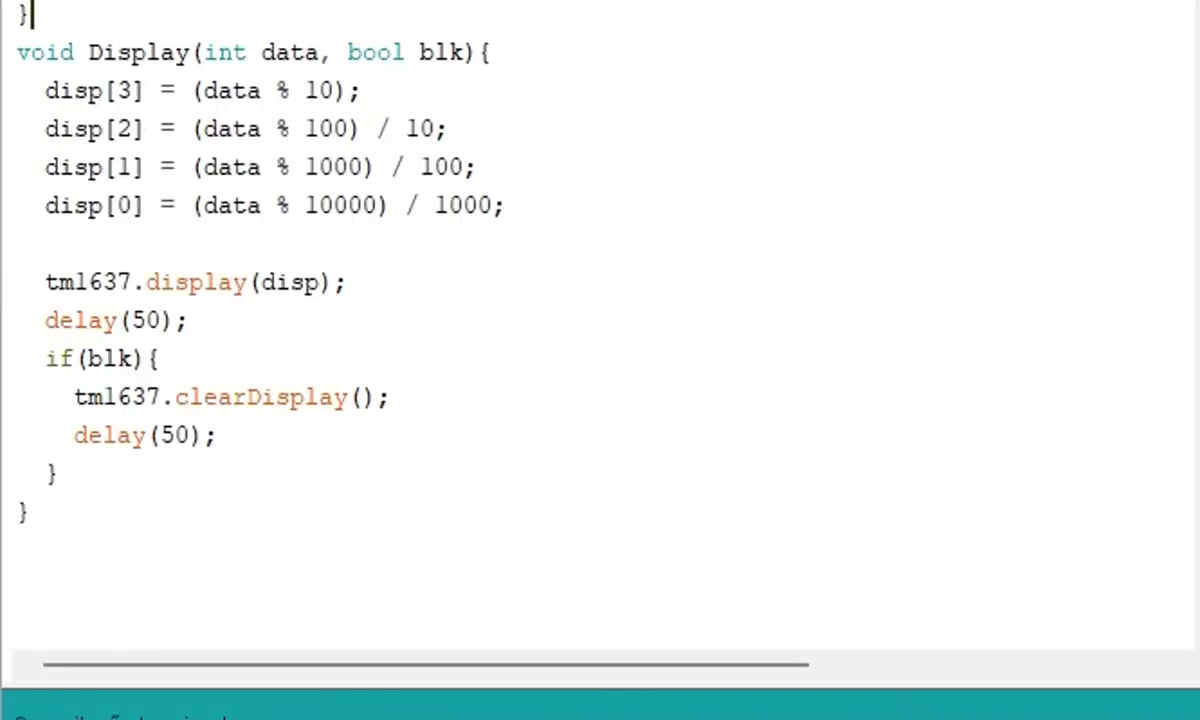 }
void Display(int data, bool blk){
  disp[3] = (data % 10);
  disp[2] = (data % 100) / 10;
  disp[1] = (data % 1000) / 100;
  disp[0] = (data % 10000) / 1000;

  tm1637.display(disp);
  delay(50);
  if(blk){
    tm1637.clearDisplay();
    delay(50);
  }
}